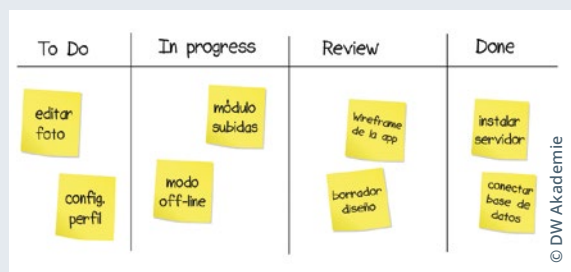 To Do
In progress
Review
Done
editar
foto
config.
perfil
módulo
subidas
modo
off-line
Wireframe
de la app
borrador
diseño
instalar
servidor
conectar
base de
datos
© DW Akademie